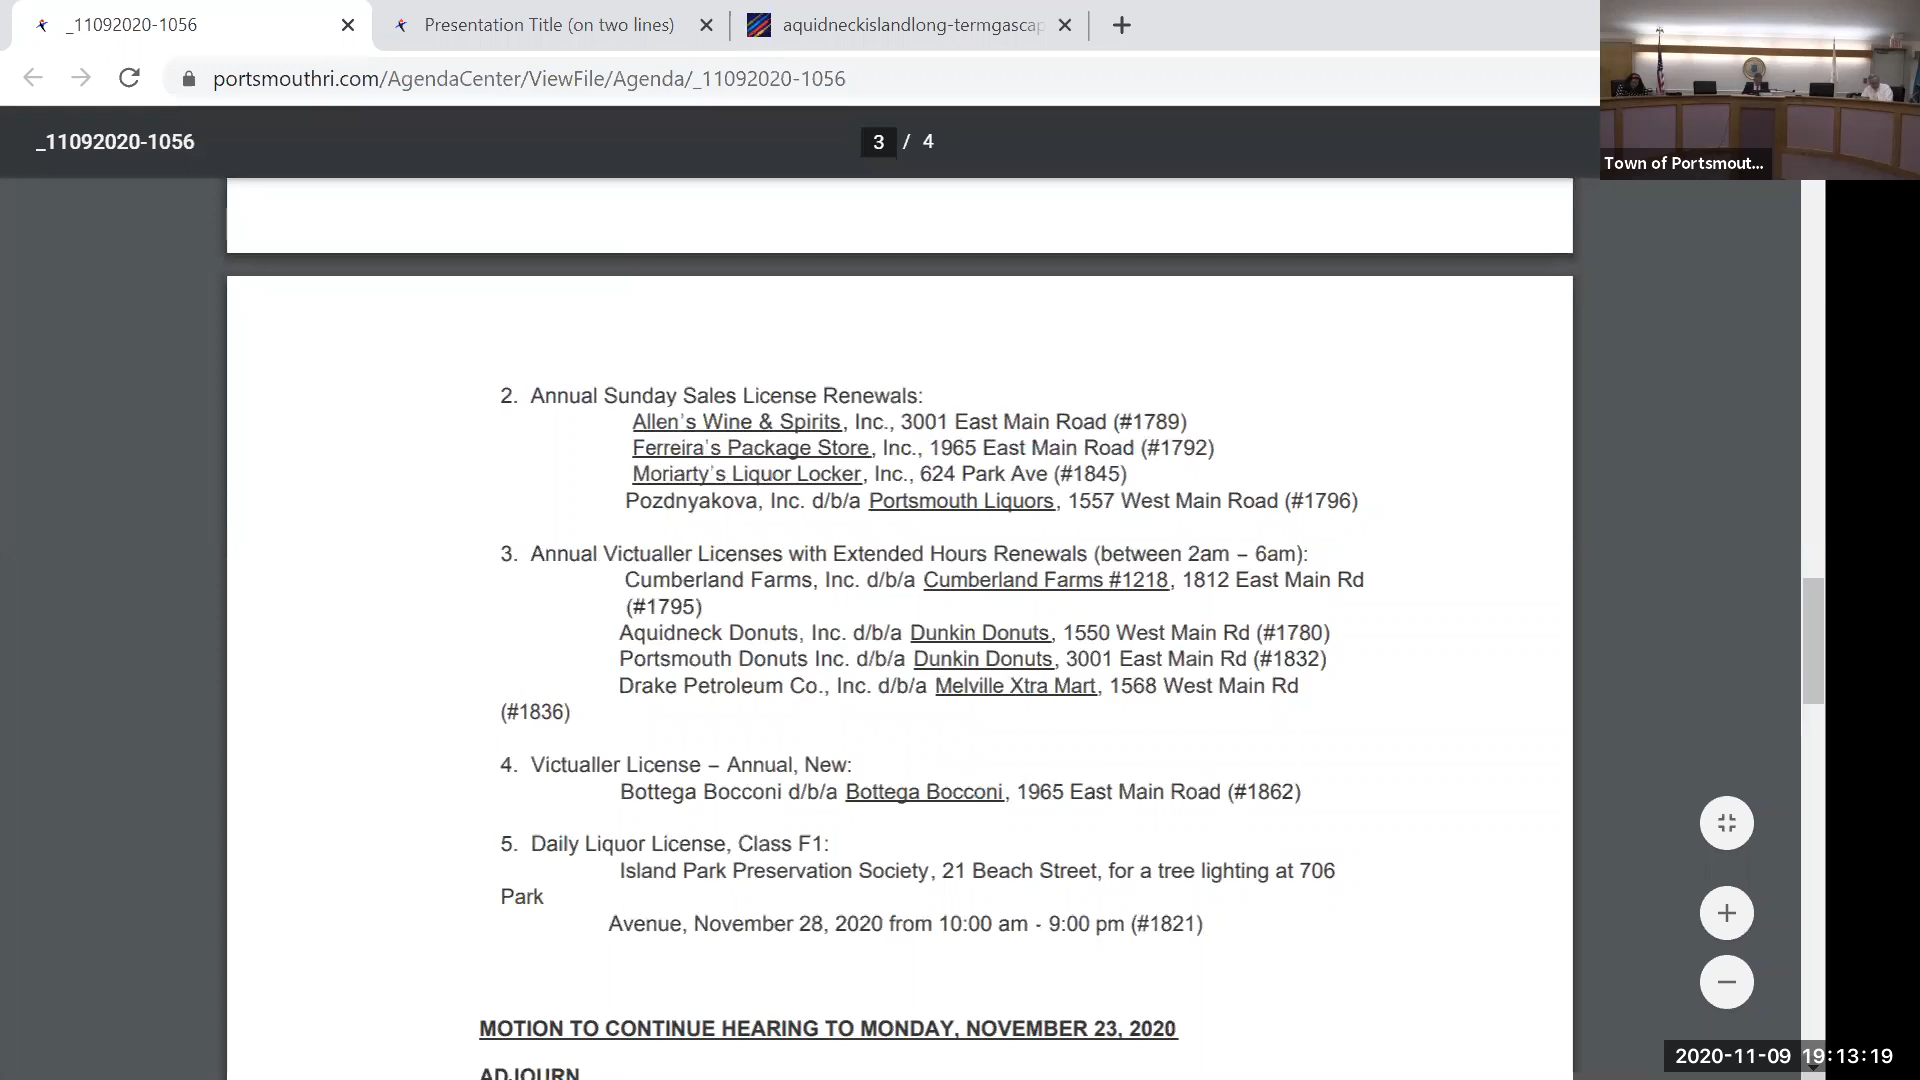 _11092020-1056
Presentation Title (on two lines)
aquidneckislandlong-termgascap
portsmouthri.com/AgendaCenter/ViewFile/Agenda/_11092020-1056
_11092020-1056
3 / 4
Town of Portsmout...
2. Annual Sunday Sales License Renewals:
Allen's Wine & Spirits, Inc., 3001 East Main Road (#1789)
Ferreira's Package Store, Inc., 1965 East Main Road (#1792)
Moriarty's Liquor Locker, Inc., 624 Park Ave (#1845)
Pozdnyakova, Inc. d/b/a Portsmouth Liquors, 1557 West Main Road (#1796)
3. Annual Victualler Licenses with Extended Hours Renewals (between 2am – 6am):
Cumberland Farms, Inc. d/b/a Cumberland Farms #1218, 1812 East Main Rd
(#1795)
Aquidneck Donuts, Inc. d/b/a Dunkin Donuts, 1550 West Main Rd (#1780)
Portsmouth Donuts Inc. d/b/a Dunkin Donuts, 3001 East Main Rd (#1832)
Drake Petroleum Co., Inc. d/b/a Melville Xtra Mart, 1568 West Main Rd
(#1836)
4. Victualler License – Annual, New:
Bottega Bocconi d/b/a Bottega Bocconi, 1965 East Main Road (#1862)
5. Daily Liquor License, Class F1:
Island Park Preservation Society, 21 Beach Street, for a tree lighting at 706
Park
Avenue, November 28, 2020 from 10:00 am - 9:00 pm (#1821)
MOTION TO CONTINUE HEARING TO MONDAY, NOVEMBER 23, 2020
ADJOURN
2020-11-09 19:13:19